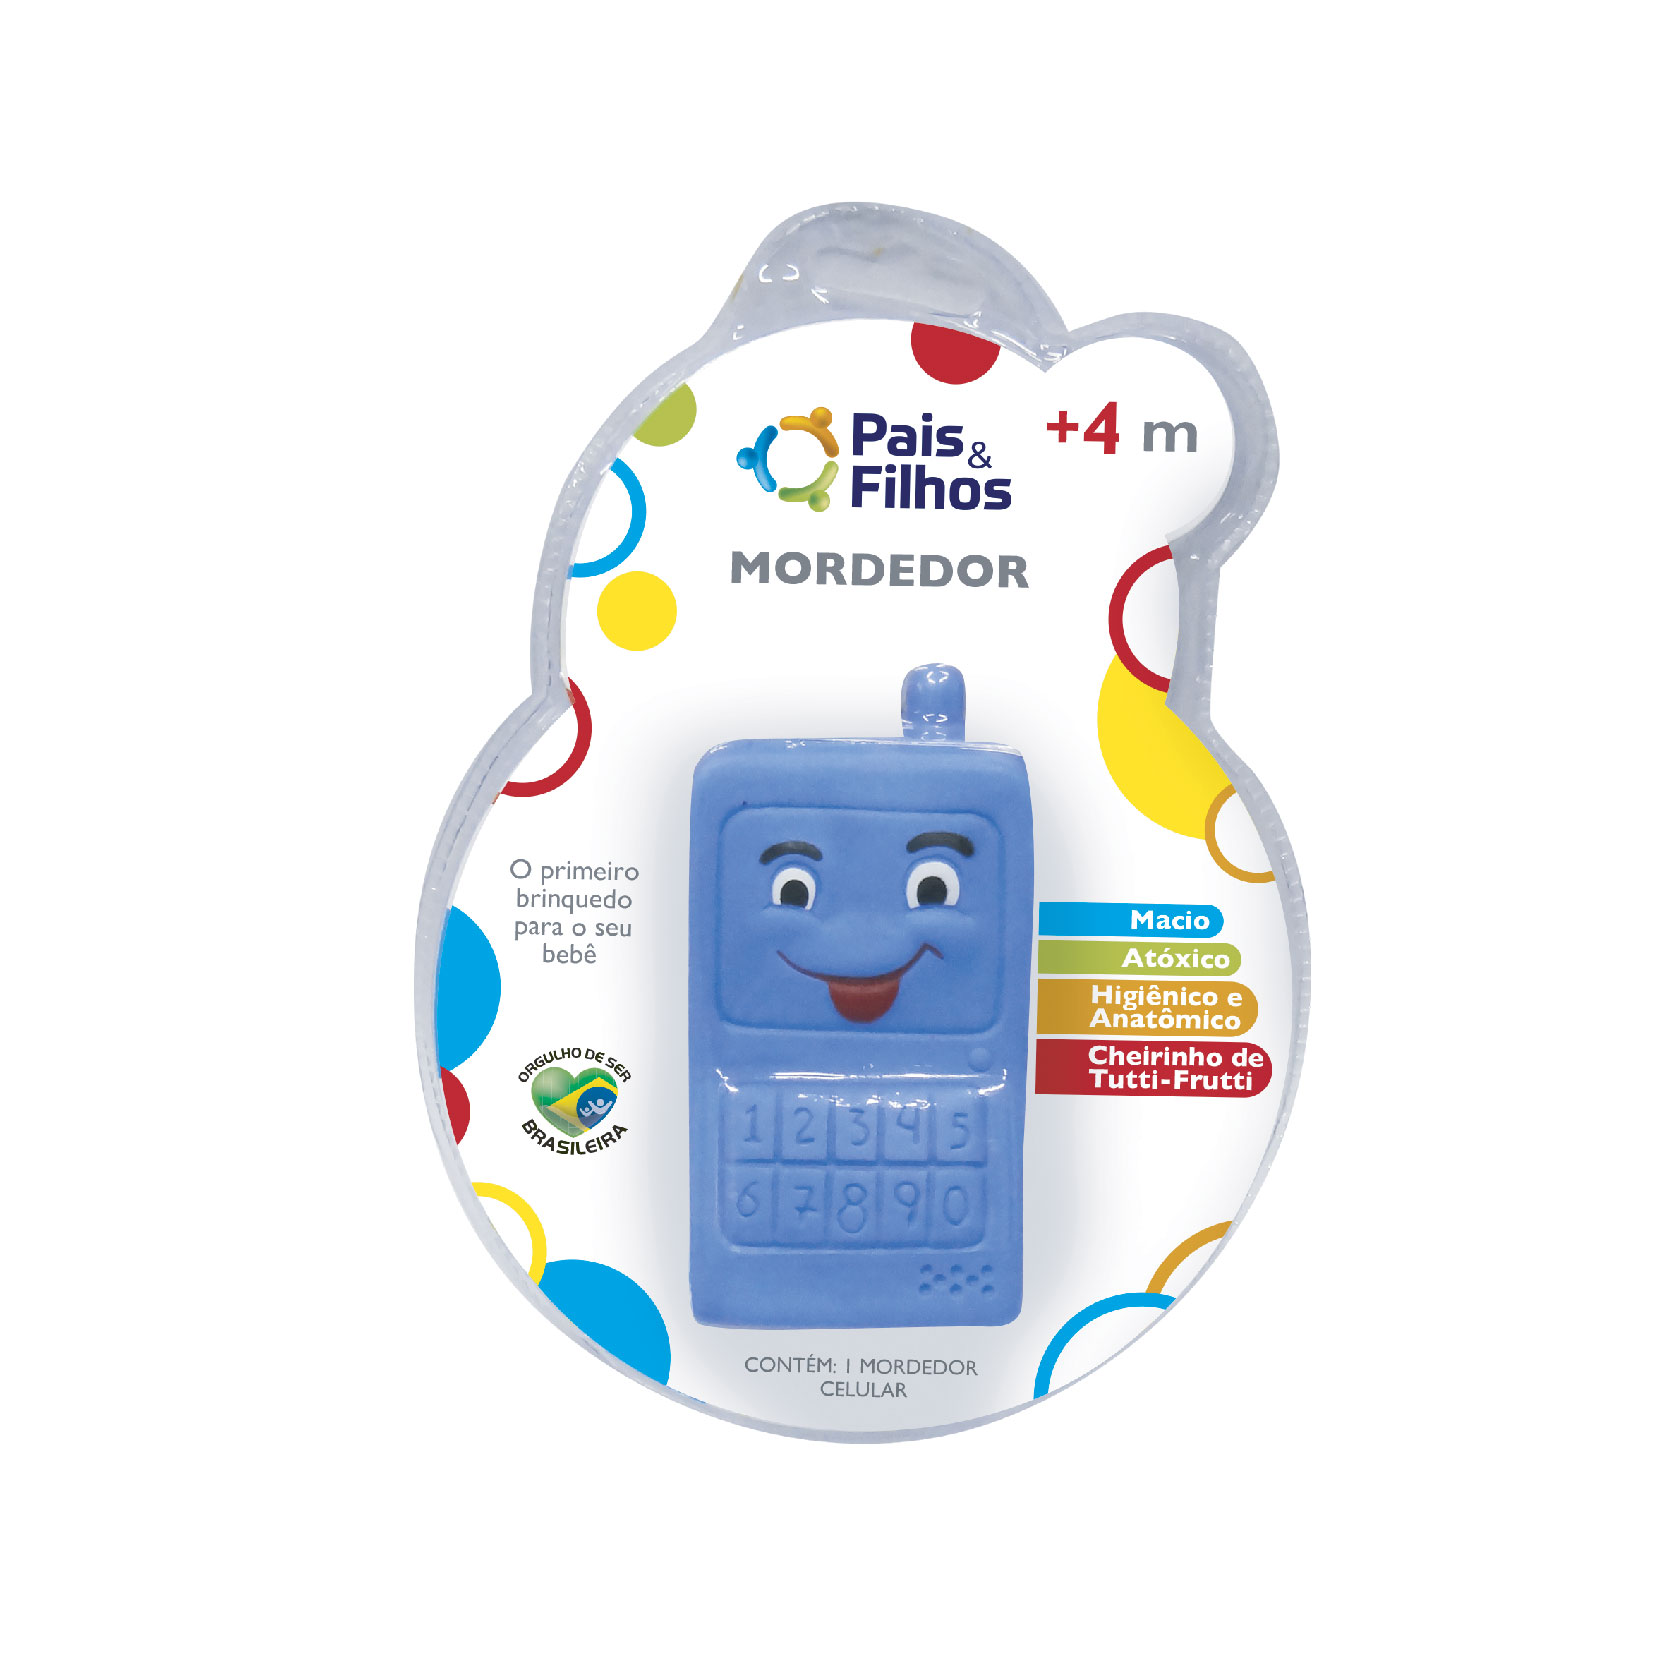 Pais &
Filhos
+4 m
MORDEDOR
O primeiro
brinquedo
para o seu
bebê
Macio
Atóxico
Higiênico e
Anatômico
Cheirinho de
Tutti-Frutti
ORGULHO DE SER
BRASILEIRA
1 2 3 4 5
6 7 8 9 0
CONTÉM: 1 MORDEDOR
CELULAR